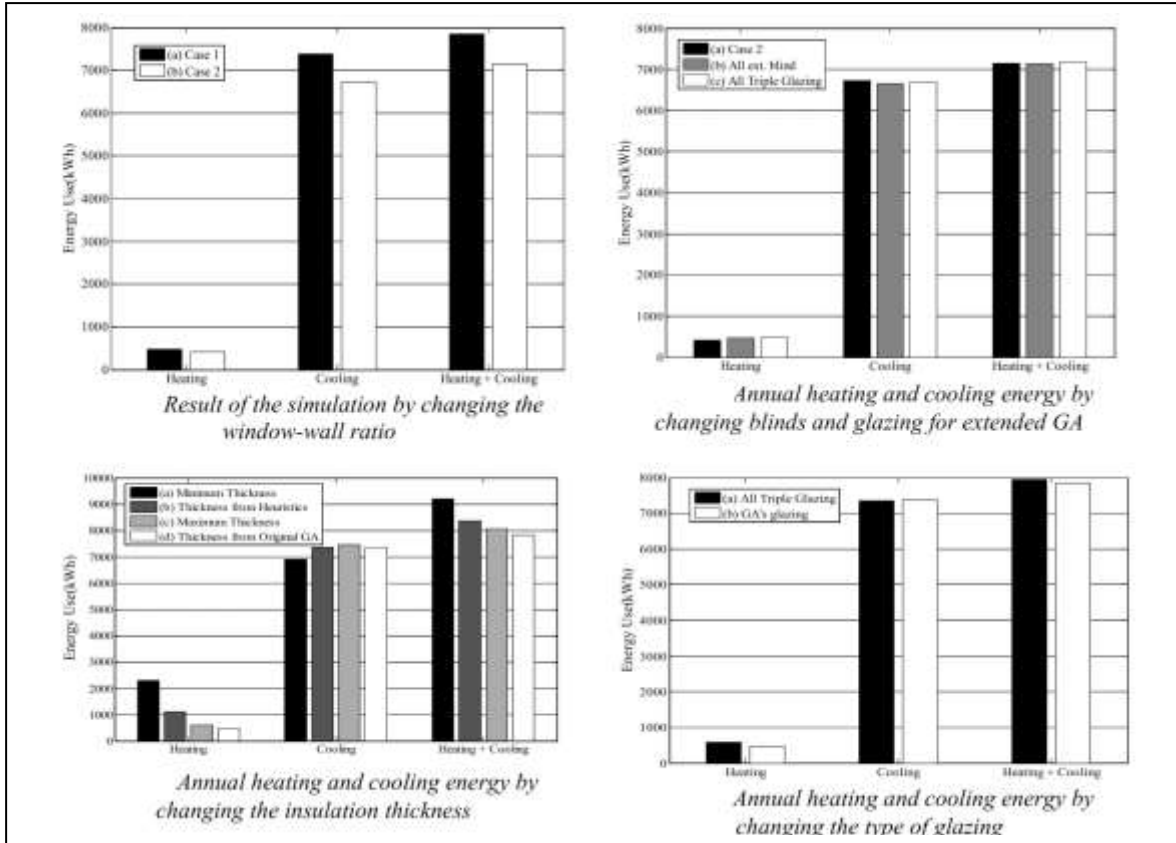 8000
7000
6000
5000
4000
3000
2000
1000
0
Energy Use(kWh)
(a) Case 1
(b) Case 2
Heating
Cooling
Heating + Cooling
Result of the simulation by changing the
window-wall ratio
8000
7000
6000
5000
4000
3000
2000
1000
0
Energy Use(kWh)
(a) Case 2
(b) All ext. blind
(c) All Triple Glazing
Heating
Cooling
Heating + Cooling
Annual heating and cooling energy by
changing blinds and glazing for extended GA
10000
9000
8000
7000
6000
5000
4000
3000
2000
1000
0
Energy Use(kWh)
(a) Minimum Thickness
(b) Thickness from Heuristics
(c) Maximum Thickness
(d) Thickness from Original GA
Heating
Cooling
Heating + Cooling
Annual heating and cooling energy by
changing the insulation thickness
8000
7000
6000
5000
4000
3000
2000
1000
0
Energy Use(kWh)
(a) All Triple Glazing
(b) GA's glazing
Heating
Cooling
Heating + Cooling
Annual heating and cooling energy by
changing the type of glazing